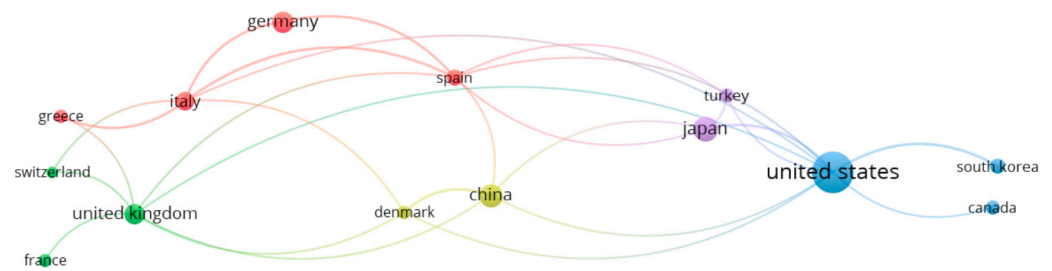 germany
spain
italy
turkey
greece
japan
switzerland
united states
south korea
china
united kingdom
denmark
canada
france